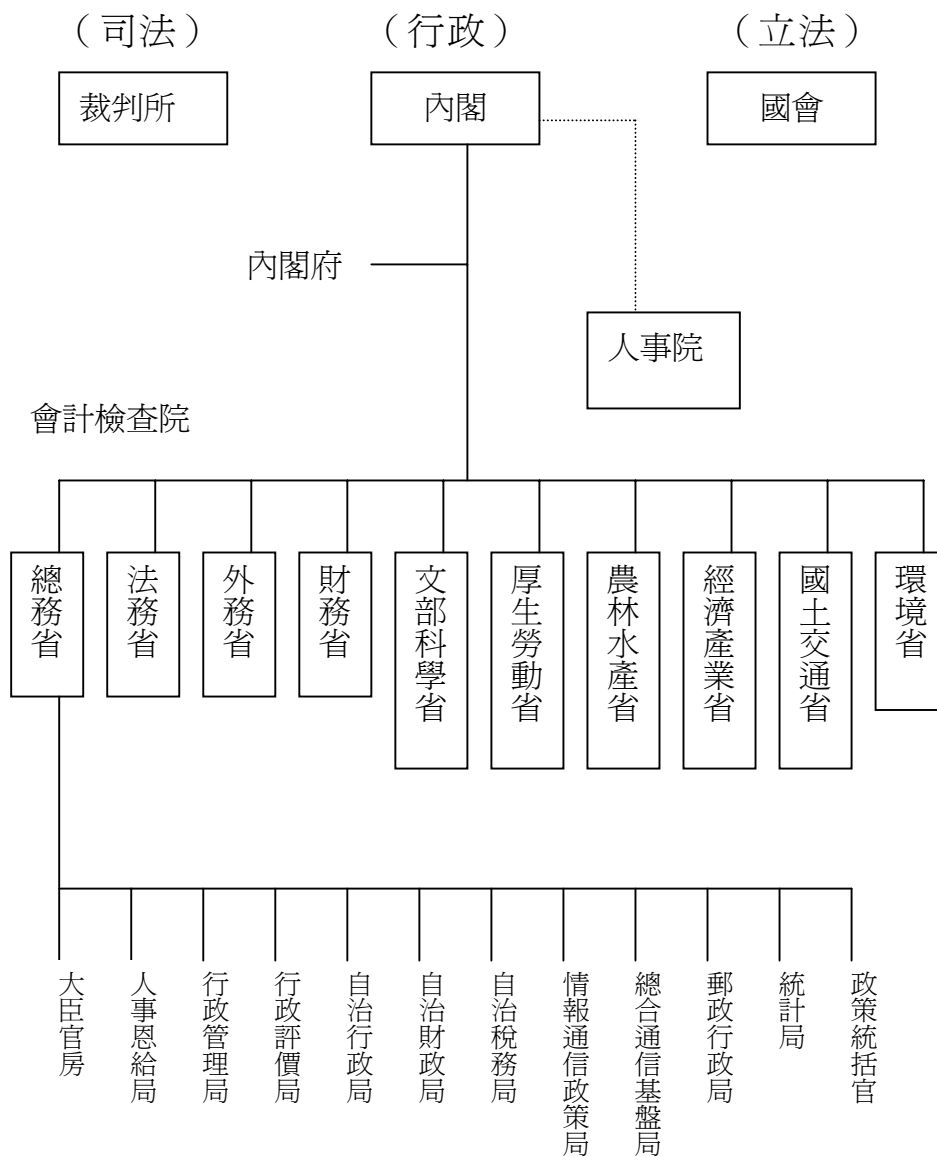 （司法）
（行政）
（立法）
裁判所
內閣
國會
內閣府
人事院
會計檢查院
總務省
法務省
外務省
財務省
文部科學省
厚生勞動省
農林水產省
經濟產業省
國土交通省
環境省
大臣官房
人事恩給局
行政管理局
行政評價局
自治行政局
自治財政局
自治稅務局
情報通信政策局
總合通信基盤局
郵政行政局
統計局
政策統括官